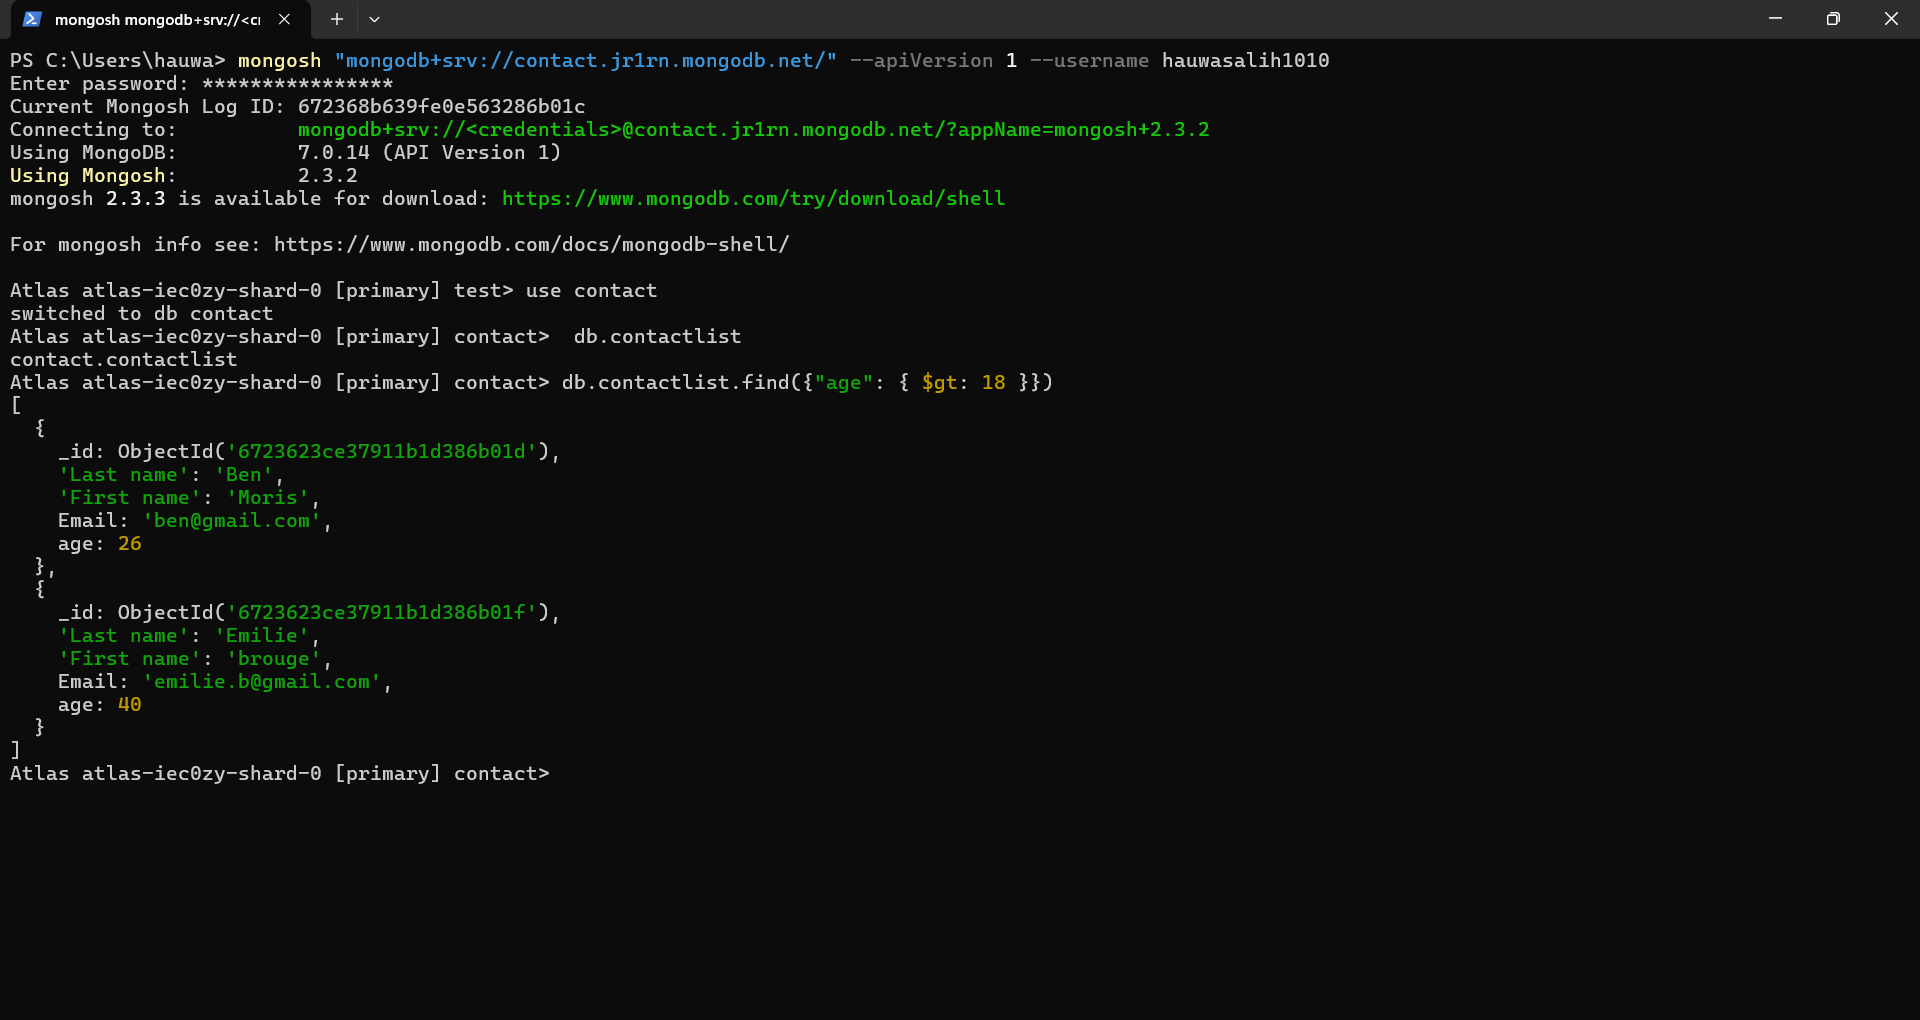 mongosh mongodb+srv://<cr
PS C:\Users\hauwa> mongosh "mongodb+srv://contact.jr1rn.mongodb.net/" --apiVersion 1 --username hauwasalih1010
Enter password: ****************
Current Mongosh Log ID: 672368b639fe0e563286b01c
Connecting to:          mongodb+srv://<credentials>@contact.jr1rn.mongodb.net/?appName=mongosh+2.3.2
Using MongoDB:          7.0.14 (API Version 1)
Using Mongosh:          2.3.2
mongosh 2.3.3 is available for download: https://www.mongodb.com/try/download/shell

For mongosh info see: https://www.mongodb.com/docs/mongodb-shell/

Atlas atlas-iec0zy-shard-0 [primary] test> use contact
switched to db contact
Atlas atlas-iec0zy-shard-0 [primary] contact>  db.contactlist
contact.contactlist
Atlas atlas-iec0zy-shard-0 [primary] contact> db.contactlist.find({"age": { $gt: 18 }})
[
  {
    _id: ObjectId('6723623ce37911b1d386b01d'),
    'Last name': 'Ben',
    'First name': 'Moris',
    Email: 'ben@gmail.com',
    age: 26
  },
  {
    _id: ObjectId('6723623ce37911b1d386b01f'),
    'Last name': 'Emilie',
    'First name': 'brouge',
    Email: 'emilie.b@gmail.com',
    age: 40
  }
]
Atlas atlas-iec0zy-shard-0 [primary] contact>